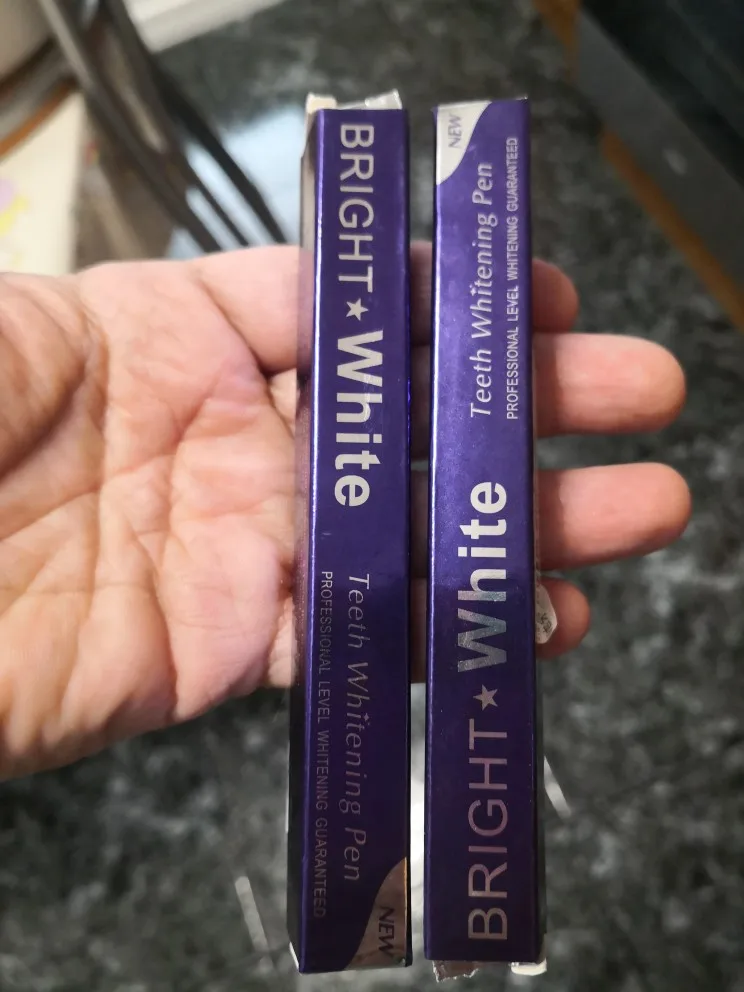 BRIGHT ★ White
Teeth Whitening Pen
PROFESSIONAL LEVEL WHITENING GUARANTEED
NEW
BRIGHT ★ White
Teeth Whitening Pen
PROFESSIONAL LEVEL WHITENING GUARANTEED
NEW